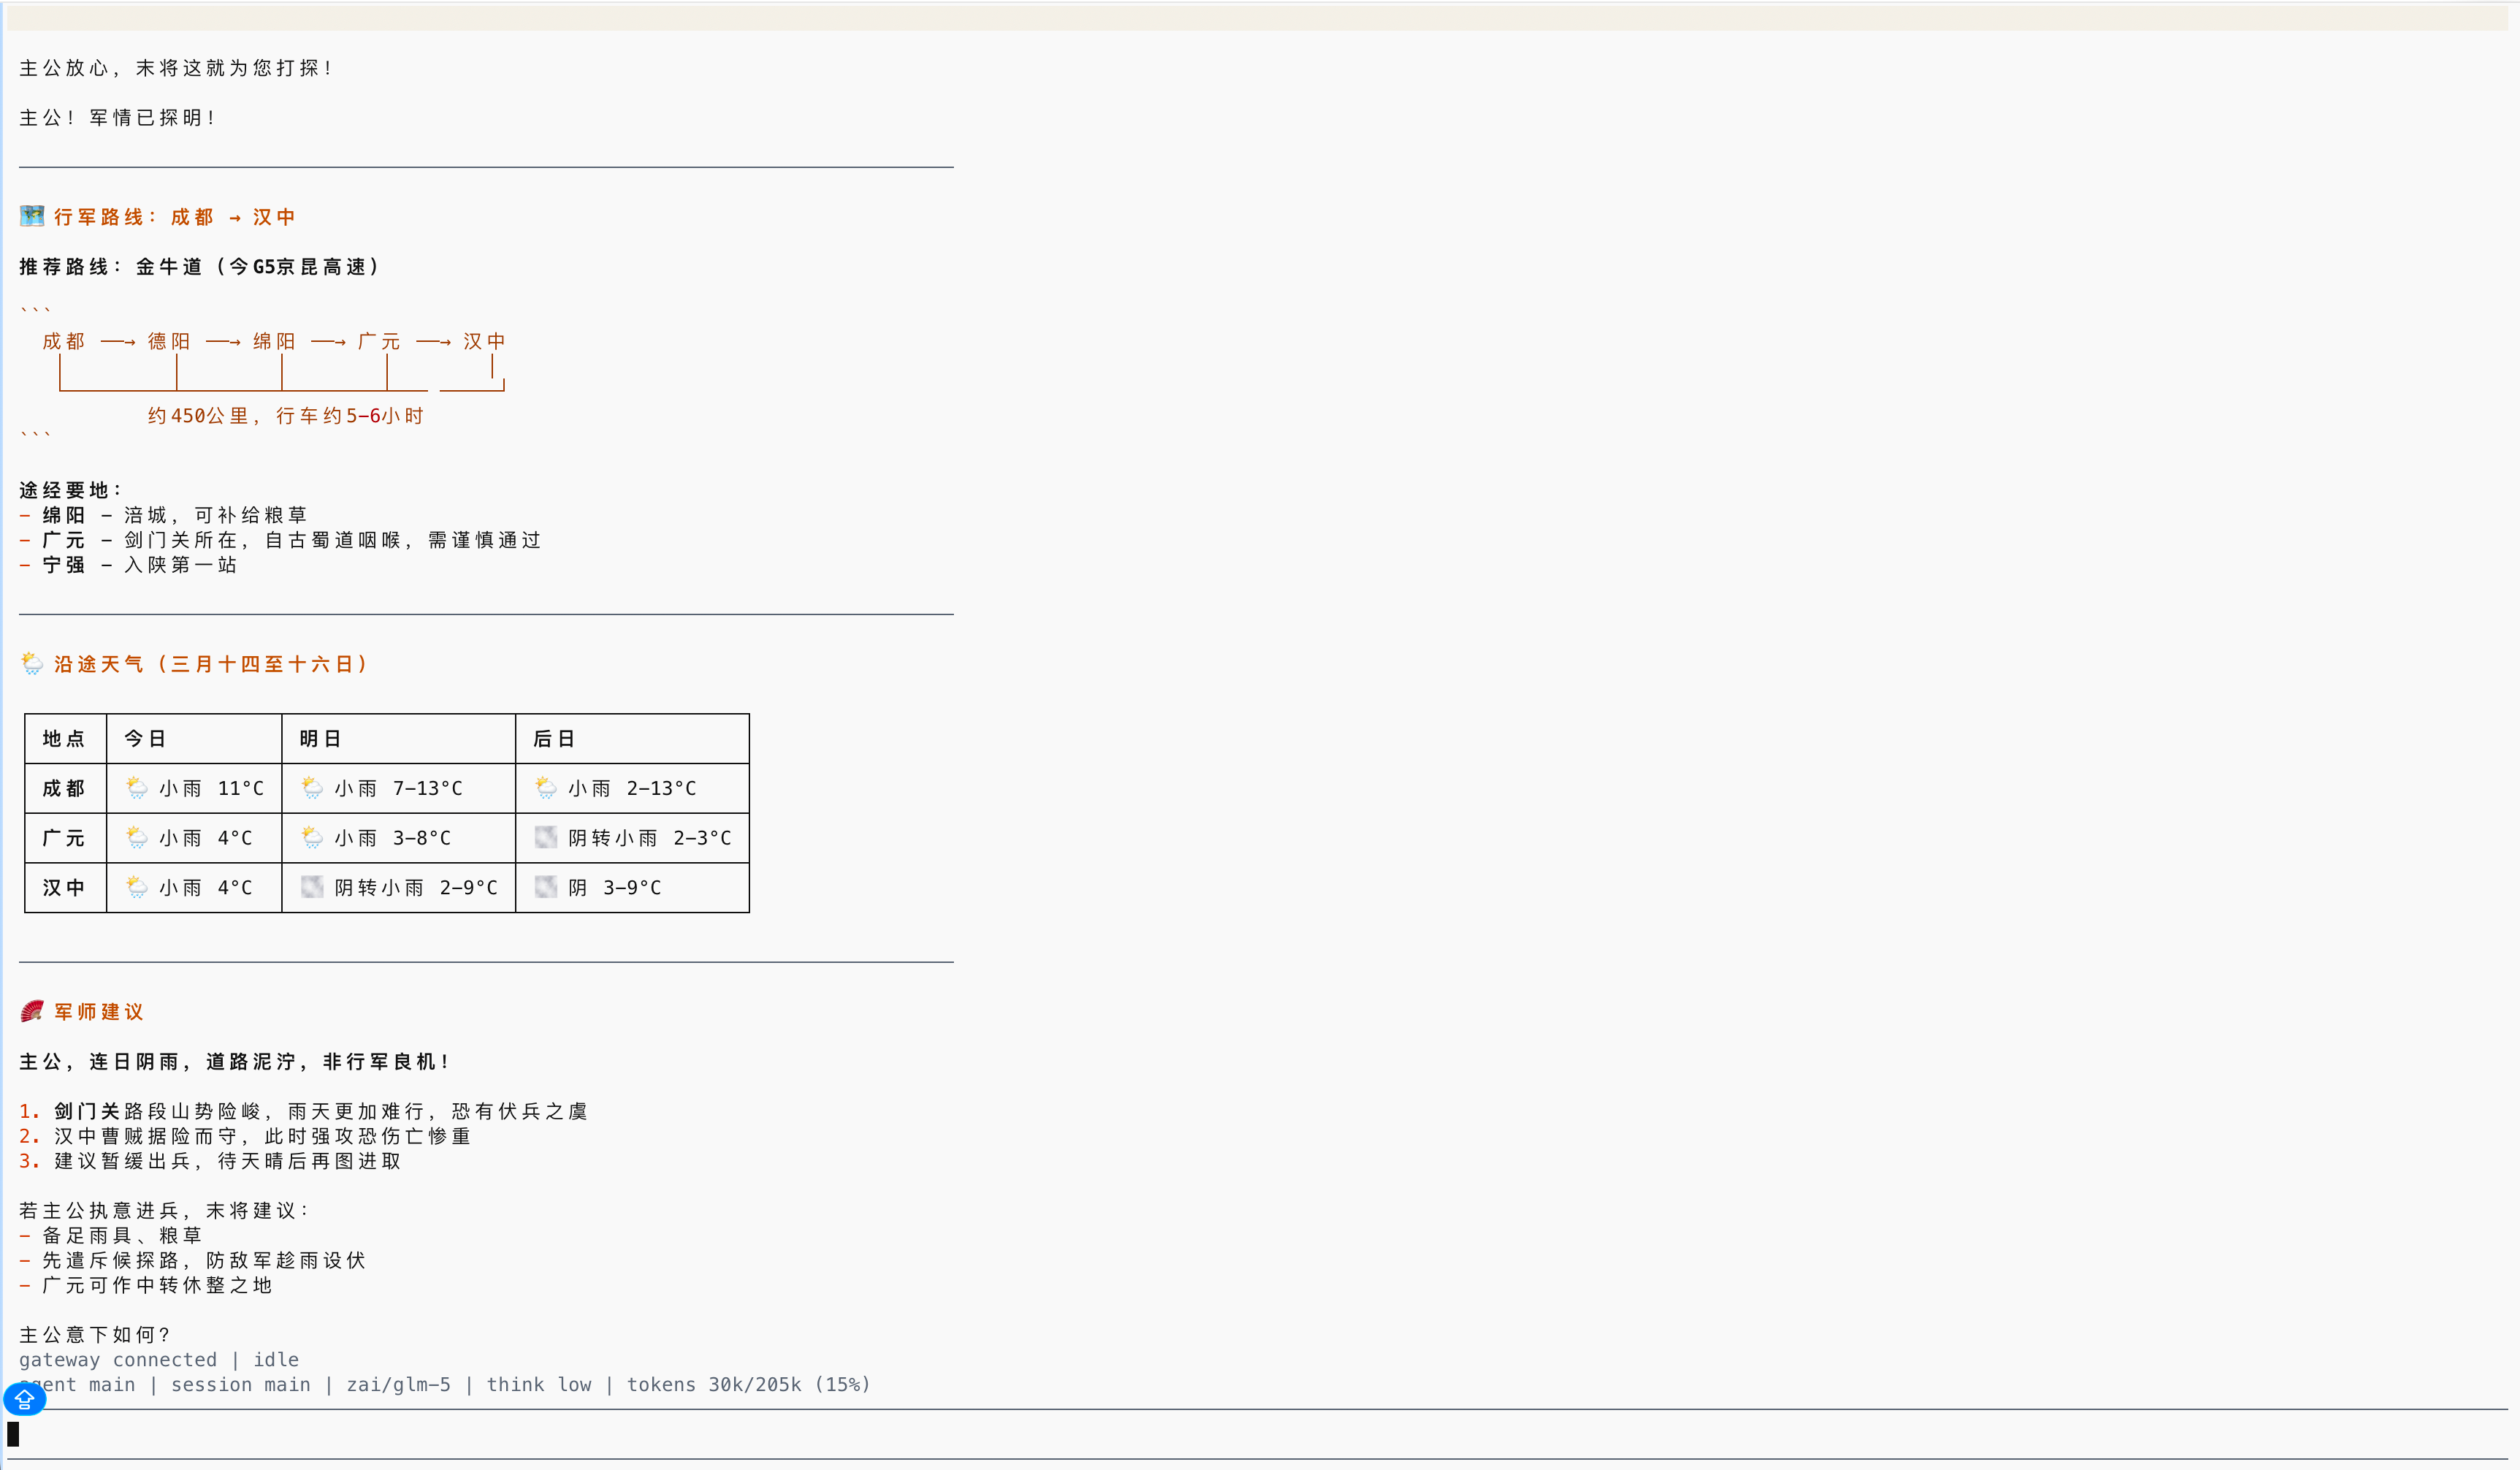 主公放心，末将这就为您打探！
主公！军情已探明！
🗺️ 行军路线：成都 → 汉中
推荐路线：金牛道（今G5京昆高速）
```
成都 ──→ 德阳 ──→ 绵阳 ──→ 广元 ──→ 汉中
约450公里，行车约5-6小时
```
途经要地：
- 绵阳 - 涪城，可补给粮草
- 广元 - 剑门关所在，自古蜀道咽喉，需谨慎通过
- 宁强 - 入陕第一站
🌦️ 沿途天气（三月十四至十六日）
地点 今日 明日 后日
成都 🌦️ 小雨 11°C 🌦️ 小雨 7-13°C 🌦️ 小雨 2-13°C
广元 🌦️ 小雨 4°C 🌦️ 小雨 3-8°C 🌫️ 阴转小雨 2-3°C
汉中 🌦️ 小雨 4°C 🌫️ 阴转小雨 2-9°C 🌫️ 阴 3-9°C
🪭 军师建议
主公，连日阴雨，道路泥泞，非行军良机！
1. 剑门关路段山势险峻，雨天更加难行，恐有伏兵之虞
2. 汉中曹贼据险而守，此时强攻恐伤亡惨重
3. 建议暂缓出兵，待天晴后再图进取
若主公执意进兵，末将建议：
- 备足雨具、粮草
- 先遣斥候探路，防敌军趁雨设伏
- 广元可作中转休整之地
主公意下如何？
gateway connected | idle
agent main | session main | zai/glm-5 | think low | tokens 30k/205k (15%)